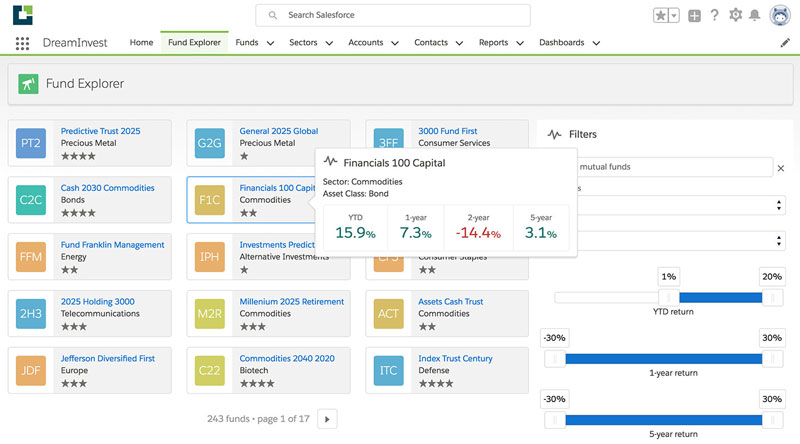 Search Salesforce
DreamInvest
Home
Fund Explorer
Funds
Sectors
Accounts
Contacts
Reports
Dashboards
Fund Explorer
PT2
Predictive Trust 2025
Precious Metal
★★★★
G2G
General 2025 Global
Precious Metal
★
3FF
3000 Fund First
Consumer Services
C2C
Cash 2030 Commodities
Bonds
★★★★
F1C
Financials 100 Capit
Commodities
★★
Financials 100 Capital
Sector: Commodities
Asset Class: Bond
YTD
15.9%
1-year
7.3%
2-year
-14.4%
5-year
3.1%
FFM
Fund Franklin Management
Energy
★★
IPH
Investments Predict
Alternative Investments
★
Consumer Staples
★★
2H3
2025 Holding 3000
Telecommunications
★★★
M2R
Millenium 2025 Retirement
Commodities
★★★
ACT
Assets Cash Trust
Commodities
★★
JDF
Jefferson Diversified First
Europe
★★★
C22
Commodities 2040 2020
Biotech
★★★★
ITC
Index Trust Century
Defense
★★★★
243 funds • page 1 of 17
Filters
mutual funds
1%
20%
YTD return
-30%
30%
1-year return
-30%
30%
5-year return